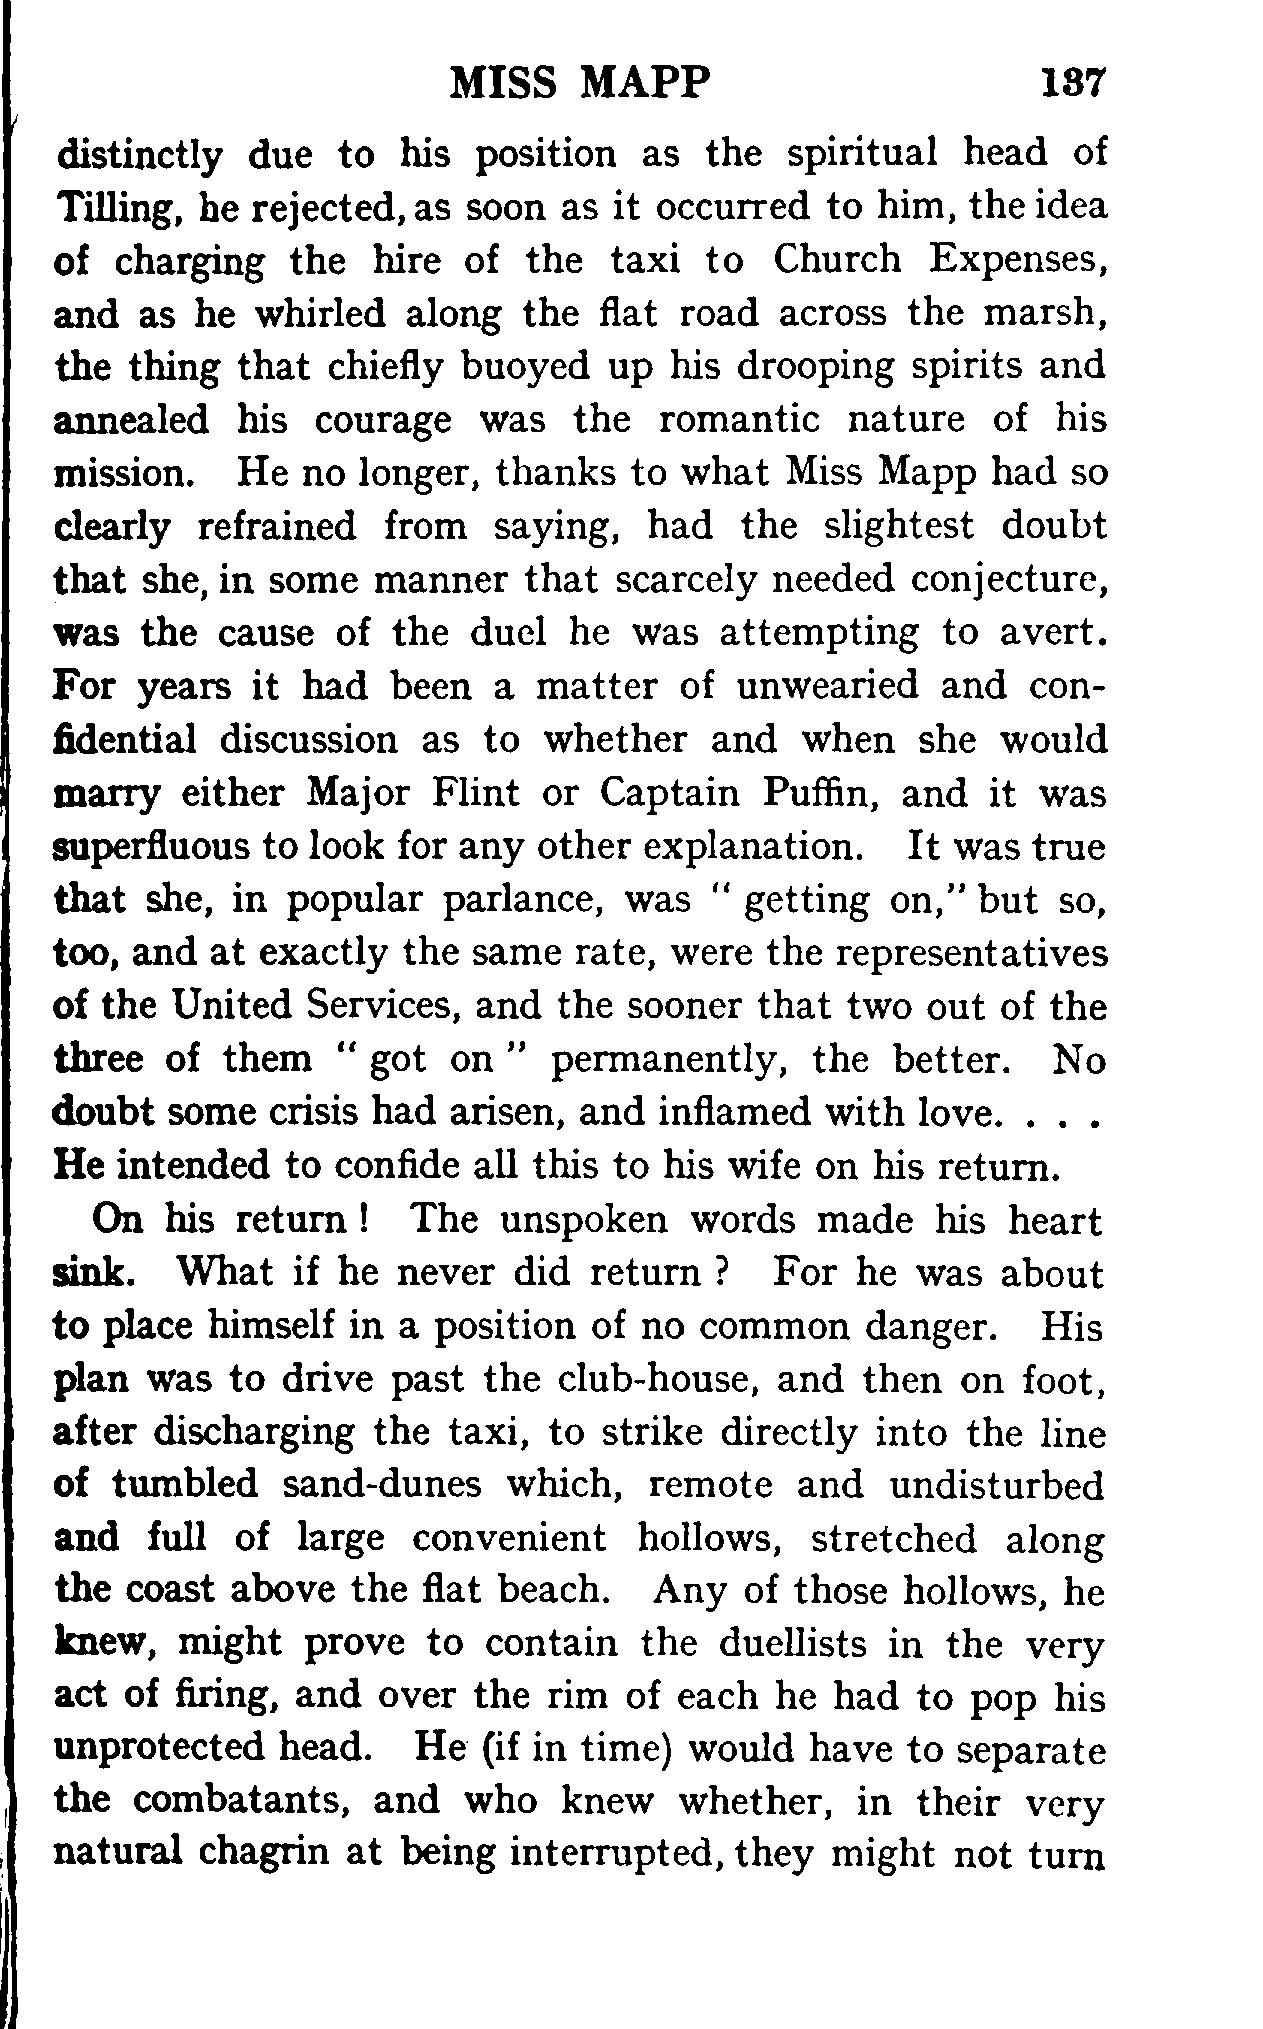 MISS MAPP 137
distinctly due to his position as the spiritual head of
Tilling, he rejected, as soon as it occurred to him, the idea
of charging the hire of the taxi to Church Expenses,
and as he whirled along the flat road across the marsh,
the thing that chiefly buoyed up his drooping spirits and
annealed his courage was the romantic nature of his
mission. He no longer, thanks to what Miss Mapp had so
clearly refrained from saying, had the slightest doubt
that she, in some manner that scarcely needed conjecture,
was the cause of the duel he was attempting to avert.
For years it had been a matter of unwearied and con-
fidential discussion as to whether and when she would
marry either Major Flint or Captain Puffin, and it was
superfluous to look for any other explanation. It was true
that she, in popular parlance, was " getting on," but so,
too, and at exactly the same rate, were the representatives
of the United Services, and the sooner that two out of the
three of them " got on " permanently, the better. No
doubt some crisis had arisen, and inflamed with love. . . .
He intended to confide all this to his wife on his return.
On his return ! The unspoken words made his heart
sink. What if he never did return ? For he was about
to place himself in a position of no common danger. His
plan was to drive past the club-house, and then on foot,
after discharging the taxi, to strike directly into the line
of tumbled sand-dunes which, remote and undisturbed
and full of large convenient hollows, stretched along
the coast above the flat beach. Any of those hollows, he
knew, might prove to contain the duellists in the very
act of firing, and over the rim of each he had to pop his
unprotected head. He (if in time) would have to separate
the combatants, and who knew whether, in their very
natural chagrin at being interrupted, they might not turn